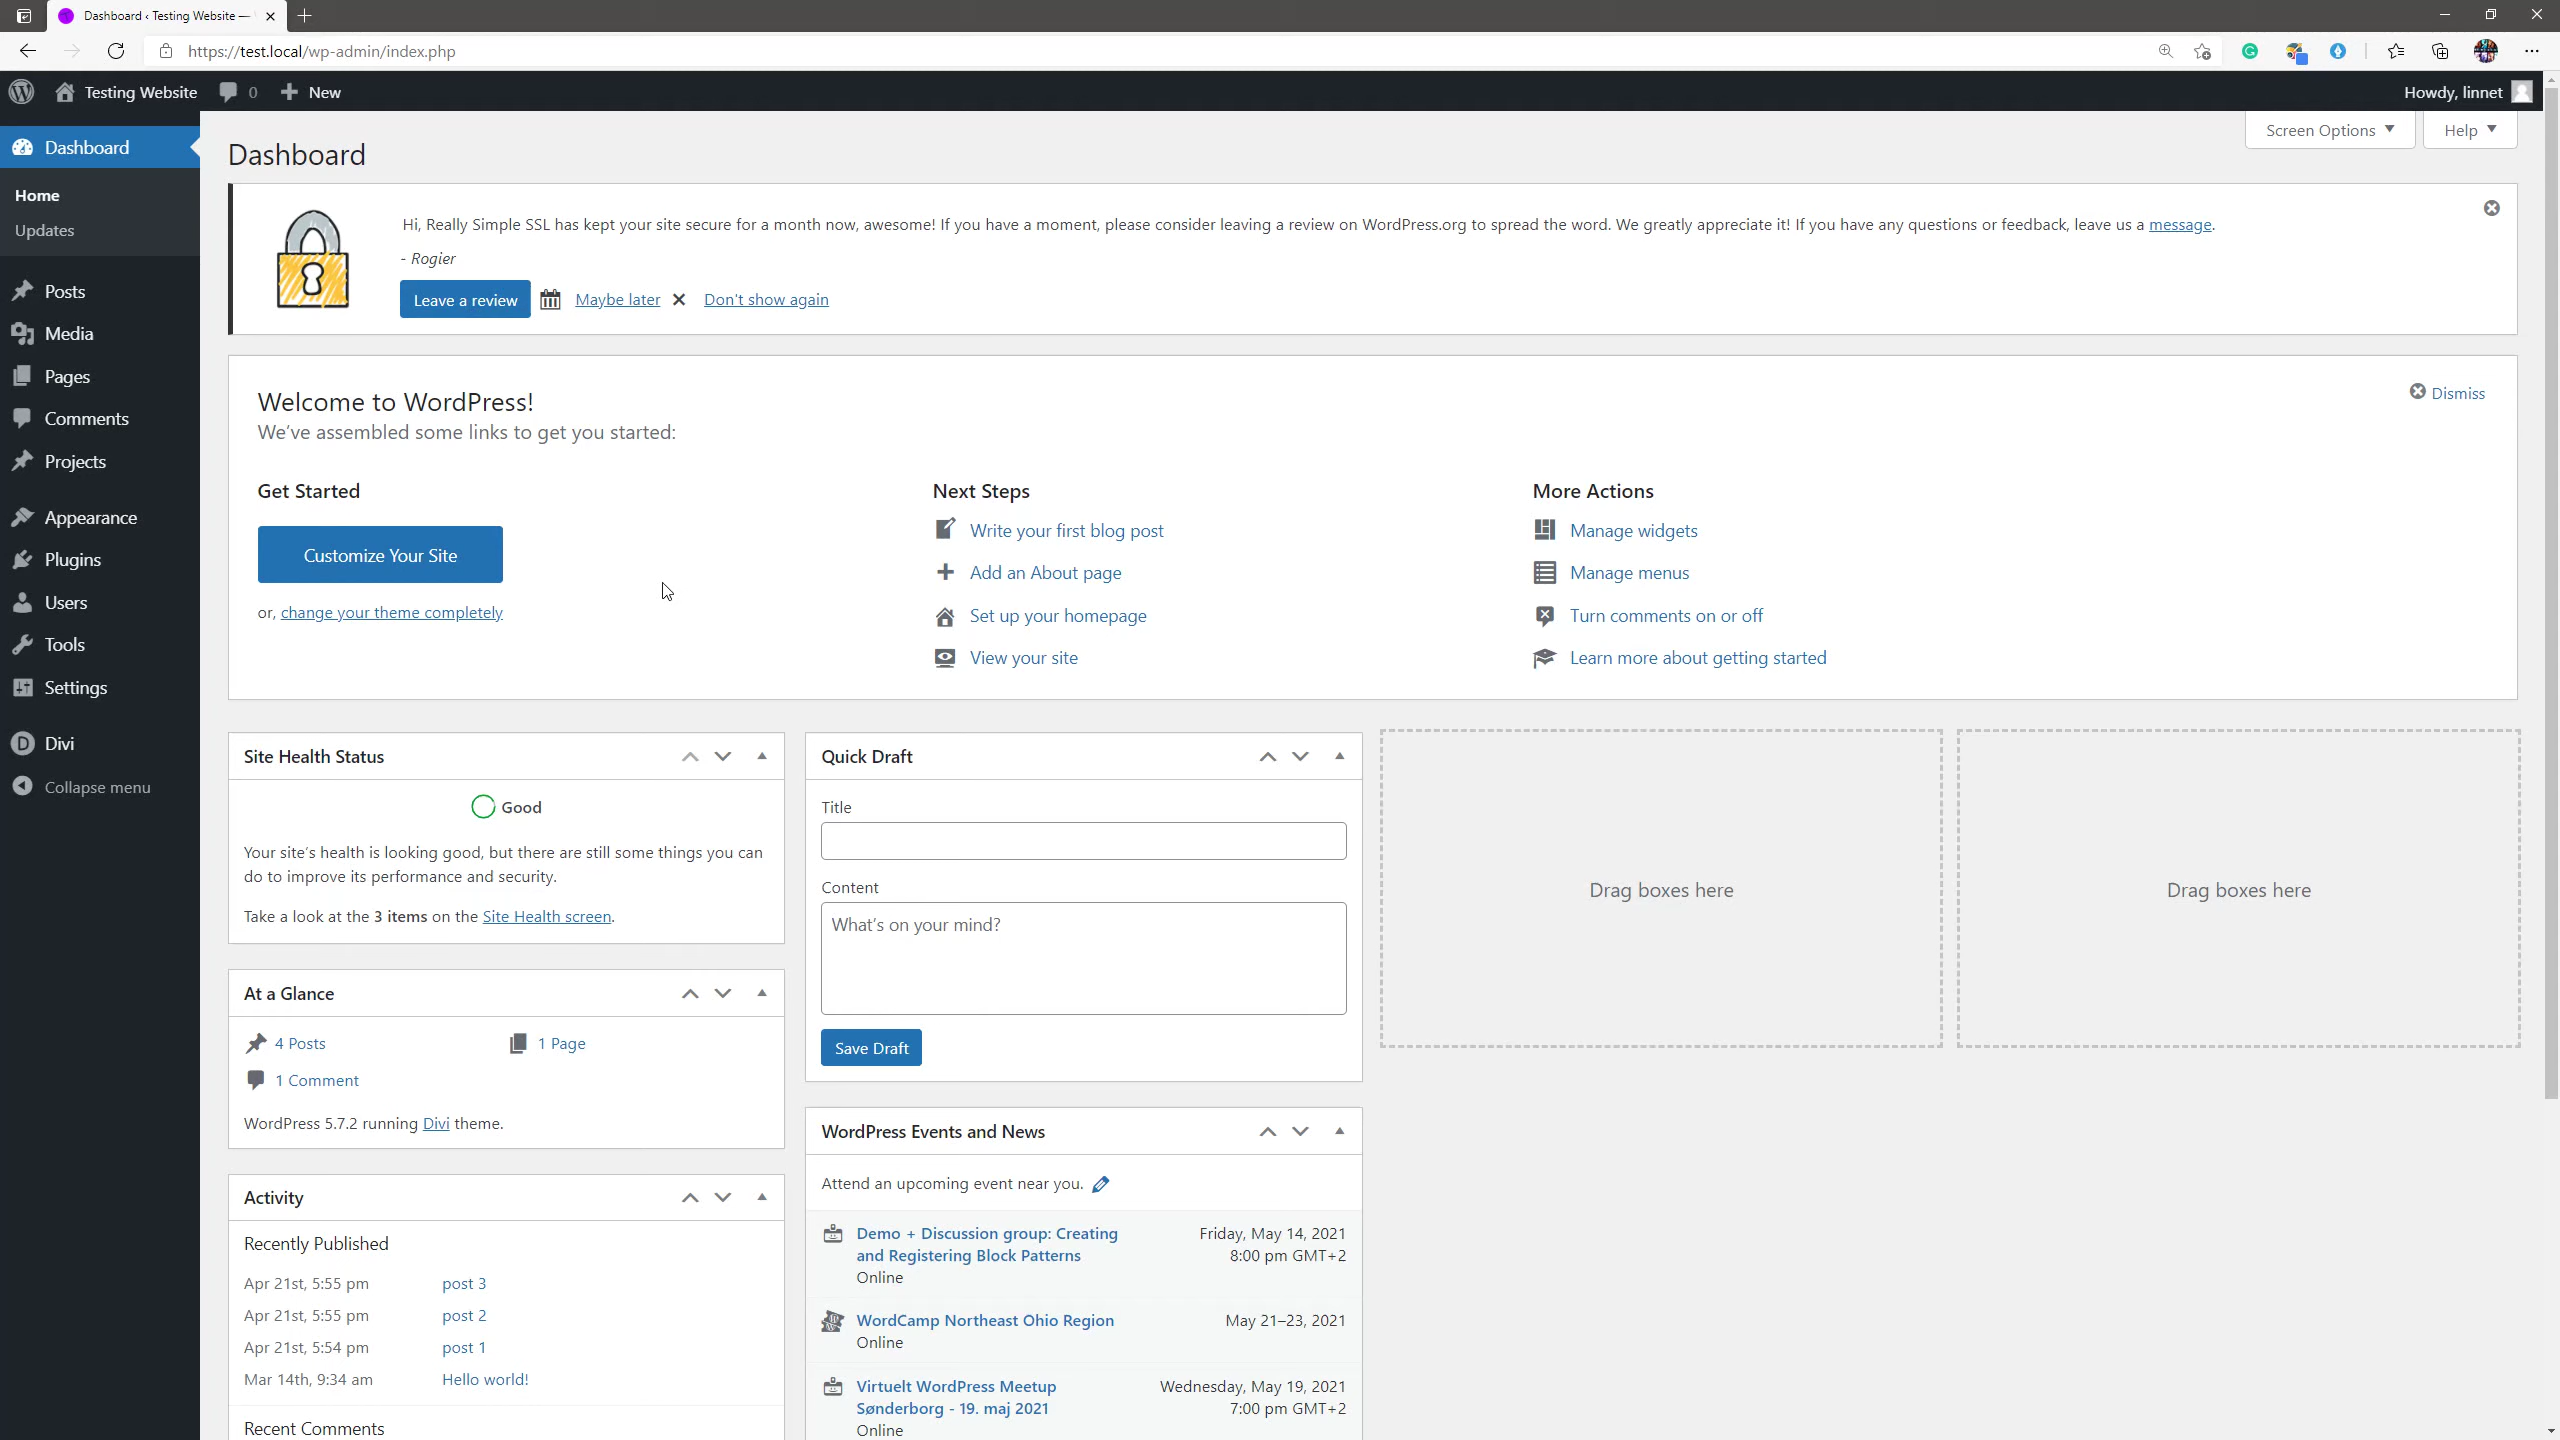 Dashboard ‹ Testing Website —
https://test.local/wp-admin/index.php
Testing Website
0
New
Howdy, linnet
Dashboard
Home
Updates
Posts
Media
Pages
Comments
Projects
Appearance
Plugins
Users
Tools
Settings
Divi
Collapse menu
Screen Options
Help
Dashboard
Hi, Really Simple SSL has kept your site secure for a month now, awesome! If you have a moment, please consider leaving a review on WordPress.org to spread the word. We greatly appreciate it! If you have any questions or feedback, leave us a message.
- Rogier
Leave a review Maybe later Don't show again
Welcome to WordPress!
Dismiss
We've assembled some links to get you started:
Get Started
Customize Your Site
or, change your theme completely
Next Steps
Write your first blog post
Add an About page
Set up your homepage
View your site
More Actions
Manage widgets
Manage menus
Turn comments on or off
Learn more about getting started
Site Health Status
Good
Your site's health is looking good, but there are still some things you can
do to improve its performance and security.
Take a look at the 3 items on the Site Health screen.
At a Glance
4 Posts
1 Page
1 Comment
WordPress 5.7.2 running Divi theme.
Activity
Recently Published
Apr 21st, 5:55 pm post 3
Apr 21st, 5:55 pm post 2
Apr 21st, 5:54 pm post 1
Mar 14th, 9:34 am Hello world!
Recent Comments
Quick Draft
Title
Content
What's on your mind?
Save Draft
WordPress Events and News
Attend an upcoming event near you.
Demo + Discussion group: Creating
and Registering Block Patterns
Online
Friday, May 14, 2021
8:00 pm GMT+2
WordCamp Northeast Ohio Region
Online
May 21–23, 2021
Virtuelt WordPress Meetup
Sønderborg - 19. maj 2021
Online
Wednesday, May 19, 2021
7:00 pm GMT+2
Drag boxes here
Drag boxes here